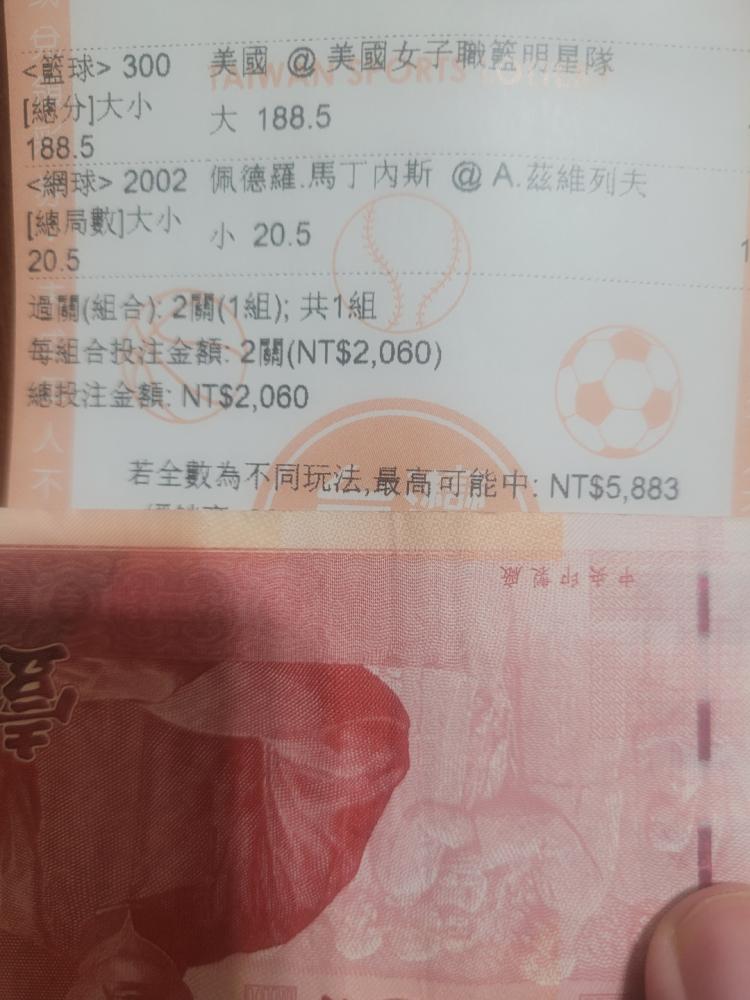 <籃球> 300 美國 @ 美國女子職籃明星隊
TAIWAN SPORTS
[總分]大小 大 188.5
188.5
<網球> 2002 佩德羅.馬丁內斯 @ A.茲維列夫
[總局數]大小 小 20.5
20.5
過關(組合): 2關(1組); 共1組
每組合投注金額: 2關(NT$2,060)
總投注金額: NT$2,060
人不
若全數為不同玩法,最高可能中: NT$5,883
中央印製廠
壹